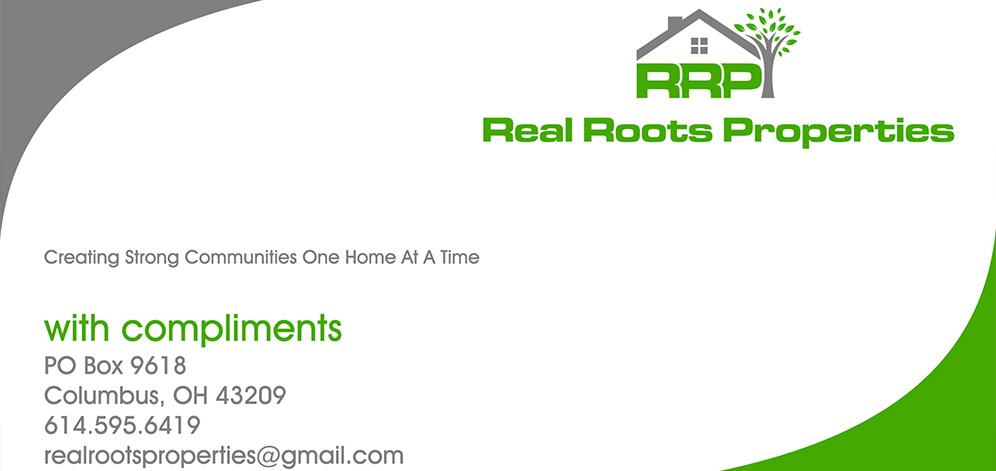 RRP
Real Roots Properties
Creating Strong Communities One Home At A Time
with compliments
PO Box 9618
Columbus, OH 43209
614.595.6419
realrootsproperties@gmail.com